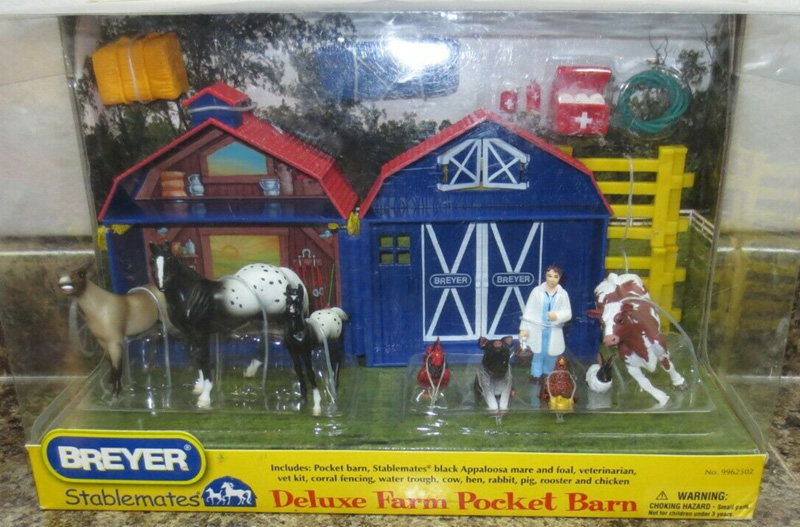 BREYER
BREYER
BREYER
Stablemates®
Includes: Pocket barn, Stablemates® black Appaloosa mare and foal, veterinarian,
vet kit, corral fencing, water trough, cow, hen, rabbit, pig, rooster and chicken
Deluxe Farm Pocket Barn
No. 9962502
WARNING:
CHOKING HAZARD - Small parts.
Not for children under 3 years.